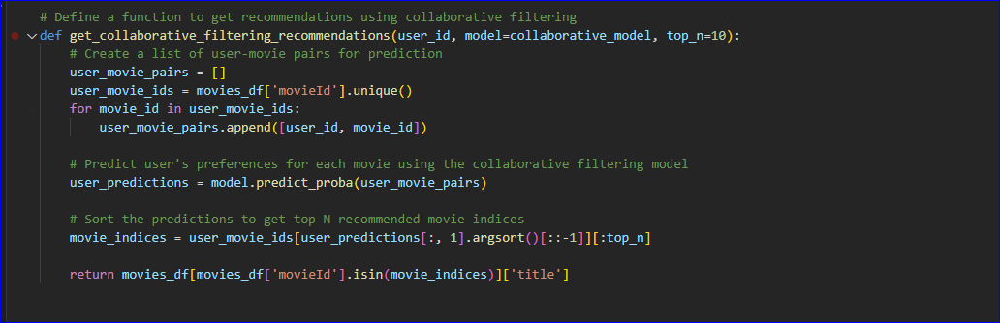 # Define a function to get recommendations using collaborative filtering
def get_collaborative_filtering_recommendations(user_id, model=collaborative_model, top_n=10):
    # Create a list of user-movie pairs for prediction
    user_movie_pairs = []
    user_movie_ids = movies_df['movieId'].unique()
    for movie_id in user_movie_ids:
        user_movie_pairs.append([user_id, movie_id])

    # Predict user's preferences for each movie using the collaborative filtering model
    user_predictions = model.predict_proba(user_movie_pairs)

    # Sort the predictions to get top N recommended movie indices
    movie_indices = user_movie_ids[user_predictions[:, 1].argsort()[::-1]][:top_n]

    return movies_df[movies_df['movieId'].isin(movie_indices)]['title']